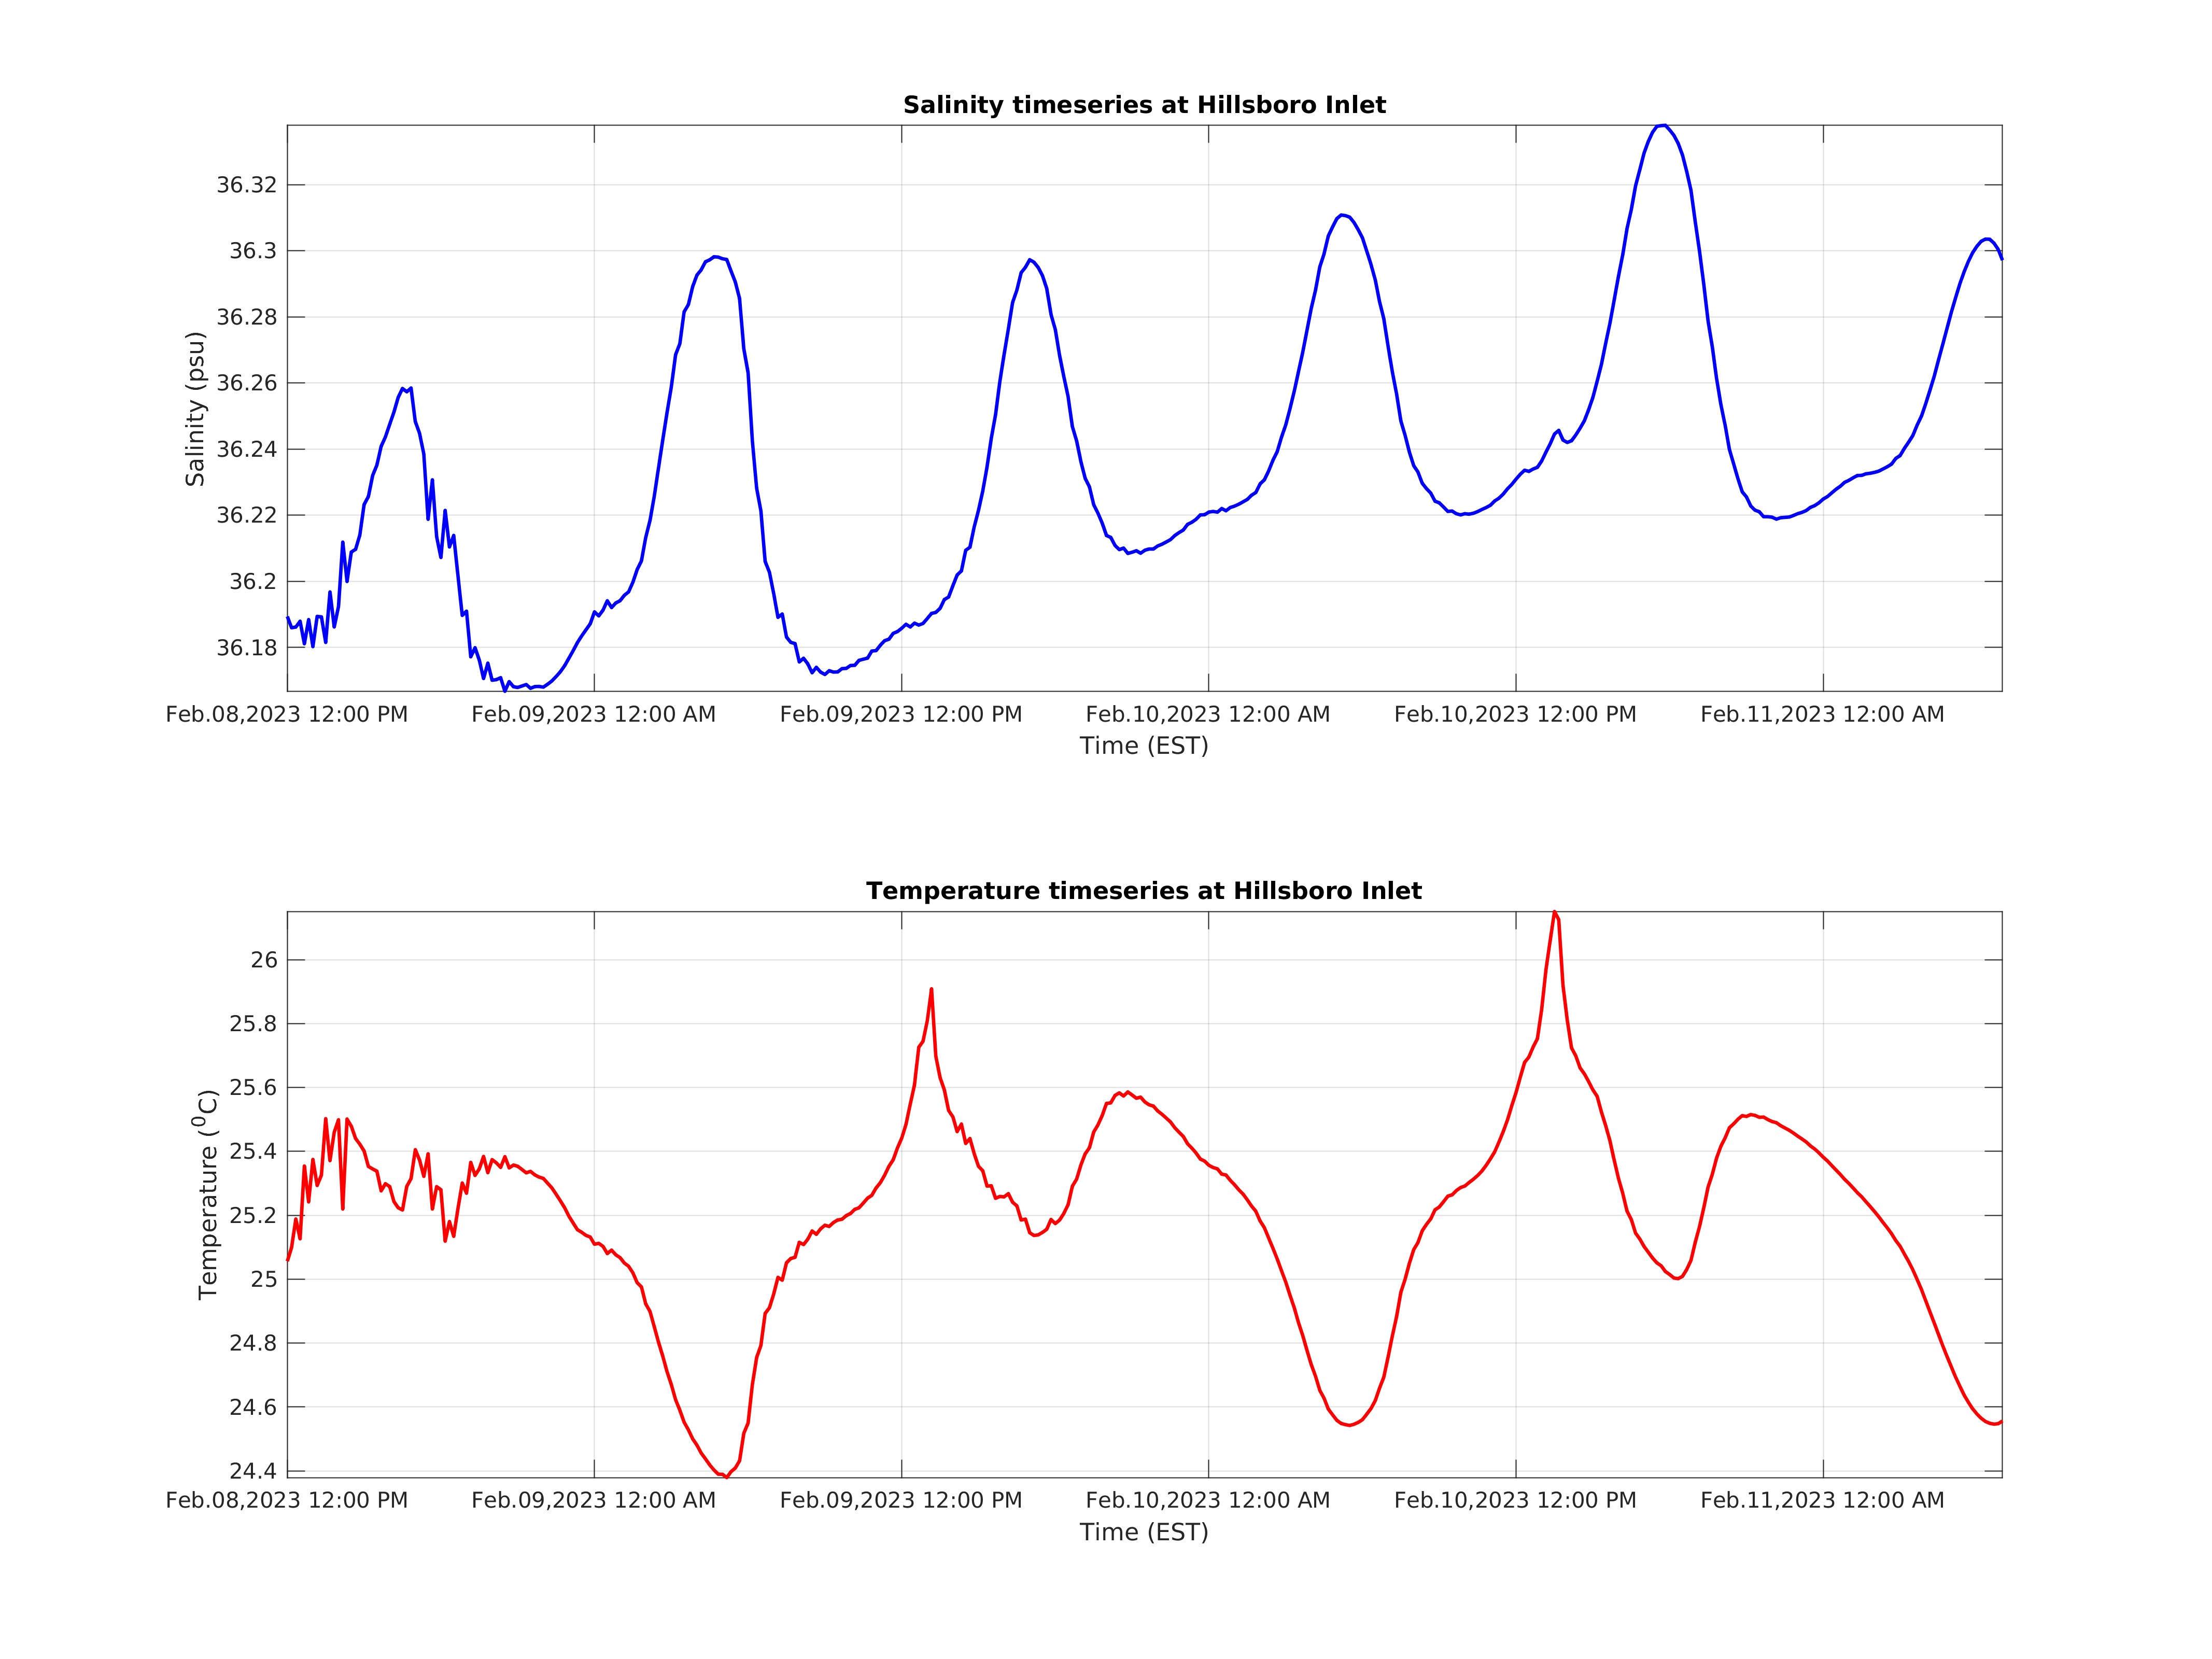 Salinity timeseries at Hillsboro Inlet
36.32
36.3
36.28
36.26
36.24
36.22
36.2
36.18
Salinity (psu)
Feb.08,2023 12:00 PM Feb.09,2023 12:00 AM Feb.09,2023 12:00 PM Feb.10,2023 12:00 AM Feb.10,2023 12:00 PM Feb.11,2023 12:00 AM
Time (EST)
Temperature timeseries at Hillsboro Inlet
26
25.8
25.6
25.4
25.2
25
24.8
24.6
24.4
Temperature (⁰C)
Feb.08,2023 12:00 PM Feb.09,2023 12:00 AM Feb.09,2023 12:00 PM Feb.10,2023 12:00 AM Feb.10,2023 12:00 PM Feb.11,2023 12:00 AM
Time (EST)